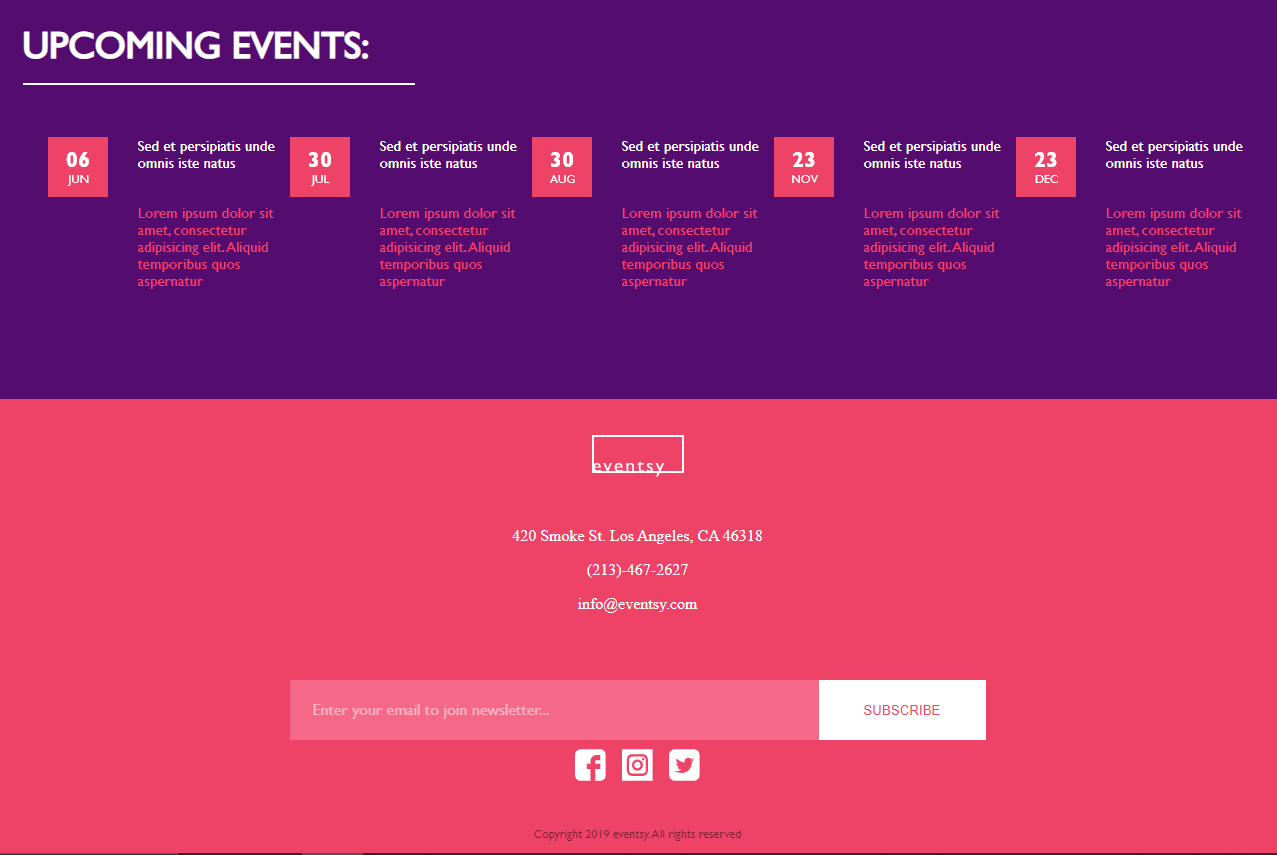 UPCOMING EVENTS:
06
JUN
Sed et persipiatis unde
omnis iste natus
Lorem ipsum dolor sit
amet, consectetur
adipisicing elit. Aliquid
temporibus quos
aspernatur
30
JUL
Sed et persipiatis unde
omnis iste natus
Lorem ipsum dolor sit
amet, consectetur
adipisicing elit. Aliquid
temporibus quos
aspernatur
30
AUG
Sed et persipiatis unde
omnis iste natus
Lorem ipsum dolor sit
amet, consectetur
adipisicing elit. Aliquid
temporibus quos
aspernatur
23
NOV
Sed et persipiatis unde
omnis iste natus
Lorem ipsum dolor sit
amet, consectetur
adipisicing elit. Aliquid
temporibus quos
aspernatur
23
DEC
Sed et persipiatis unde
omnis iste natus
Lorem ipsum dolor sit
amet, consectetur
adipisicing elit. Aliquid
temporibus quos
aspernatur
eventsy
420 Smoke St. Los Angeles, CA 46318
(213)-467-2627
info@eventsy.com
Enter your email to join newsletter...
SUBSCRIBE
Copyright 2019 eventsy. All rights reserved